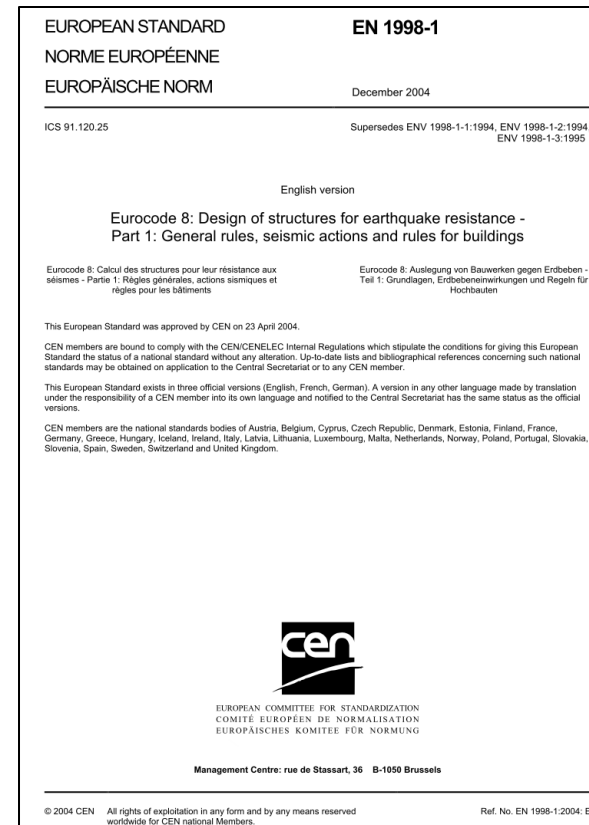 EUROPEAN STANDARD
NORME EUROPÉENNE
EUROPÄISCHE NORM
EN 1998-1
December 2004
ICS 91.120.25
Supersedes ENV 1998-1-1:1994, ENV 1998-1-2:1994,
ENV 1998-1-3:1995
English version
Eurocode 8: Design of structures for earthquake resistance -
Part 1: General rules, seismic actions and rules for buildings
Eurocode 8: Calcul des structures pour leur résistance aux
séismes - Partie 1: Règles générales, actions sismiques et
règles pour les bâtiments
Eurocode 8: Auslegung von Bauwerken gegen Erdbeben -
Teil 1: Grundlagen, Erdbebeneinwirkungen und Regeln für
Hochbauten
This European Standard was approved by CEN on 23 April 2004.
CEN members are bound to comply with the CEN/CENELEC Internal Regulations which stipulate the conditions for giving this European
Standard the status of a national standard without any alteration. Up-to-date lists and bibliographical references concerning such national
standards may be obtained on application to the Central Secretariat or to any CEN member.
This European Standard exists in three official versions (English, French, German). A version in any other language made by translation
under the responsibility of a CEN member into its own language and notified to the Central Secretariat has the same status as the official
versions.
CEN members are the national standards bodies of Austria, Belgium, Cyprus, Czech Republic, Denmark, Estonia, Finland, France,
Germany, Greece, Hungary, Iceland, Ireland, Italy, Latvia, Lithuania, Luxembourg, Malta, Netherlands, Norway, Poland, Portugal, Slovakia,
Slovenia, Spain, Sweden, Switzerland and United Kingdom.
cen
EUROPEAN COMMITTEE FOR STANDARDIZATION
COMITÉ EUROPÉEN DE NORMALISATION
EUROPÄISCHES KOMITEE FÜR NORMUNG
Management Centre: rue de Stassart, 36 B-1050 Brussels
© 2004 CEN All rights of exploitation in any form and by any means reserved
worldwide for CEN national Members.
Ref. No. EN 1998-1:2004: E